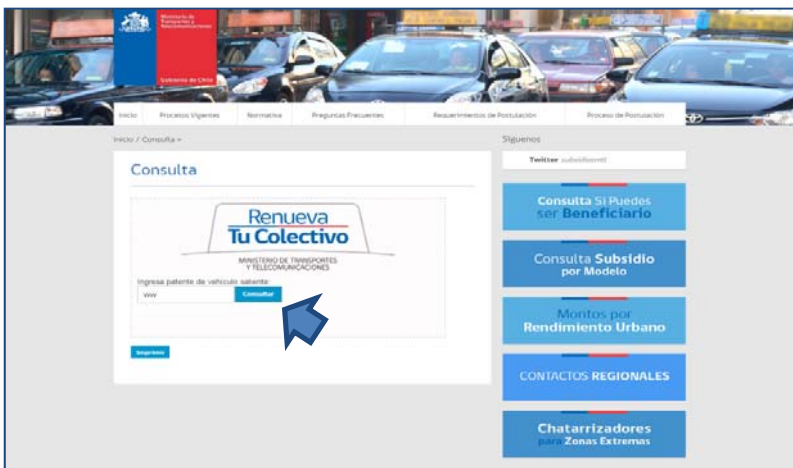 Ministerio de
Transportes y
Telecomunicaciones
Gobierno de Chile
Inicio
Procesos Vigentes
Normativa
Preguntas Frecuentes
Requerimientos de Postulación
Proceso de Postulación
Inicio / Consulta »
Consulta
Renueva
Tu Colectivo
MINISTERIO DE TRANSPORTES
Y TELECOMUNICACIONES
Ingresa patente de vehículo saliente:
Consultar
Imprimir
Síguenos
Twitter subsidiosmtt
Consulta Si Puedes
ser Beneficiario
Consulta Subsidio
por Modelo
Montos por
Rendimiento Urbano
CONTACTOS REGIONALES
Chatarrizadores
para Zonas Extremas